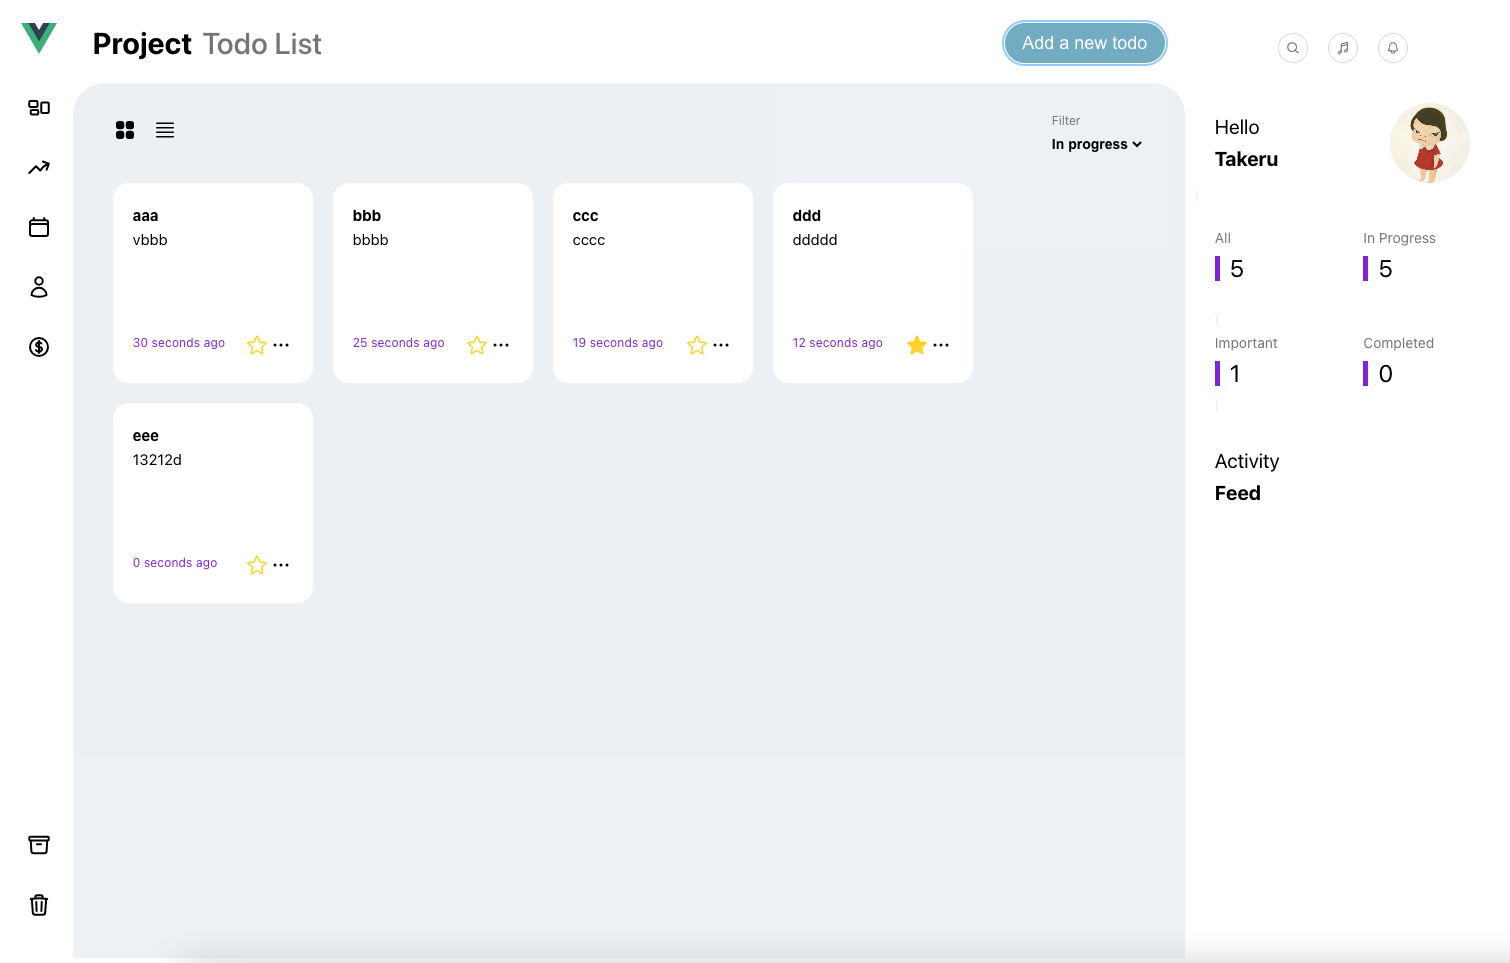 Project Todo List
Add a new todo
Filter
In progress
aaa
vbbb
30 seconds ago
bbb
bbbb
25 seconds ago
ccc
cccc
19 seconds ago
ddd
ddddd
12 seconds ago
eee
13212d
0 seconds ago
Hello
Takeru
All
5
In Progress
5
Important
1
Completed
0
Activity
Feed